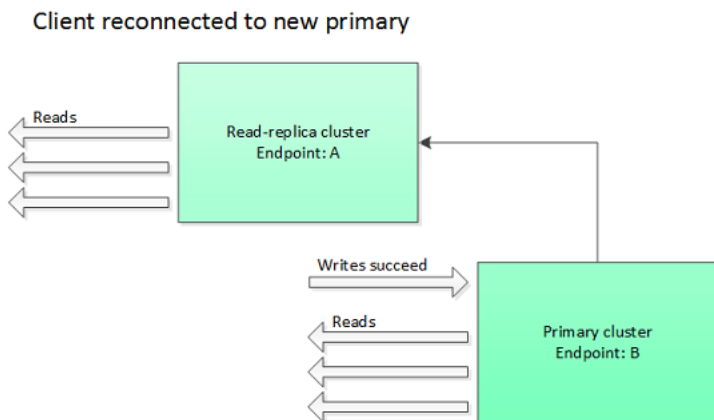 Client reconnected to new primary
Reads
Read-replica cluster
Endpoint: A
Writes succeed
Reads
Primary cluster
Endpoint: B